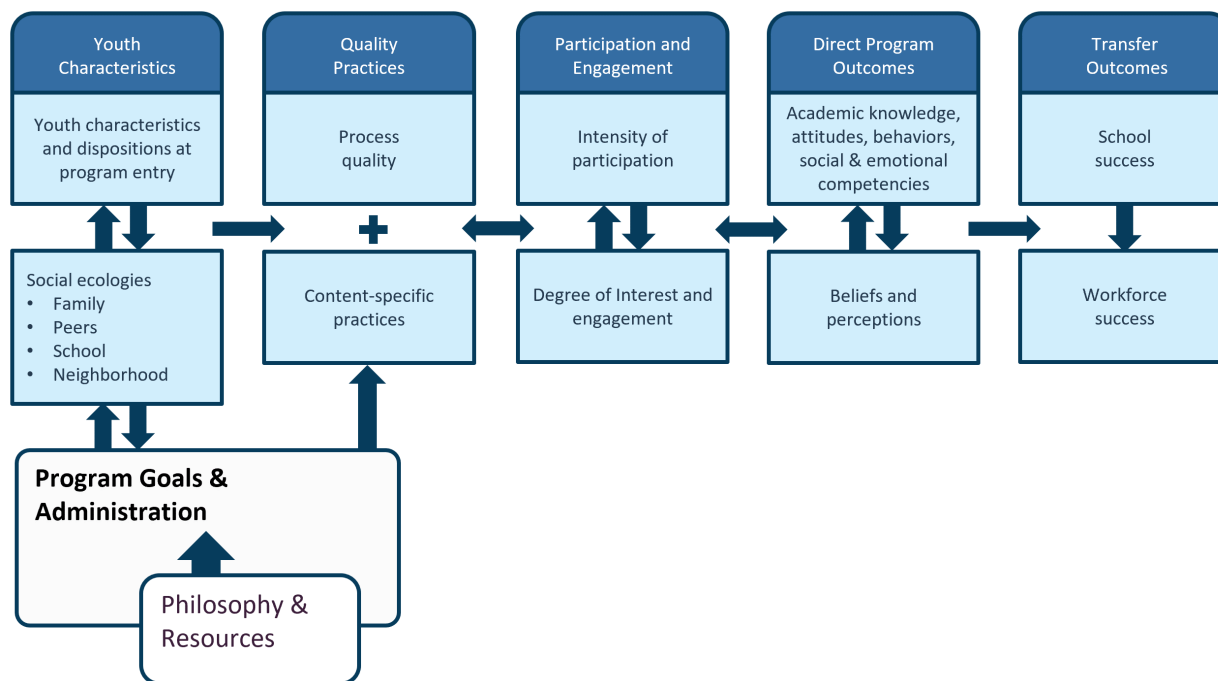 Youth
Characteristics
Youth characteristics
and dispositions at
program entry
Social ecologies
• Family
• Peers
• School
• Neighborhood
Quality
Practices
Process
quality
Content-specific
practices
Participation and
Engagement
Intensity of
participation
Degree of Interest and
engagement
Direct Program
Outcomes
Academic knowledge,
attitudes, behaviors,
social & emotional
competencies
Beliefs and
perceptions
Transfer
Outcomes
School
success
Workforce
success
Program Goals &
Administration
Philosophy &
Resources